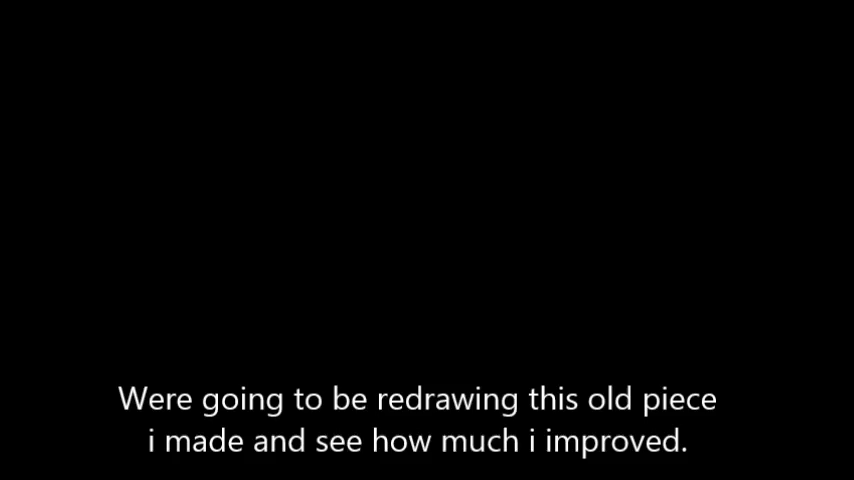 Were going to be redrawing this old piece
i made and see how much i improved.